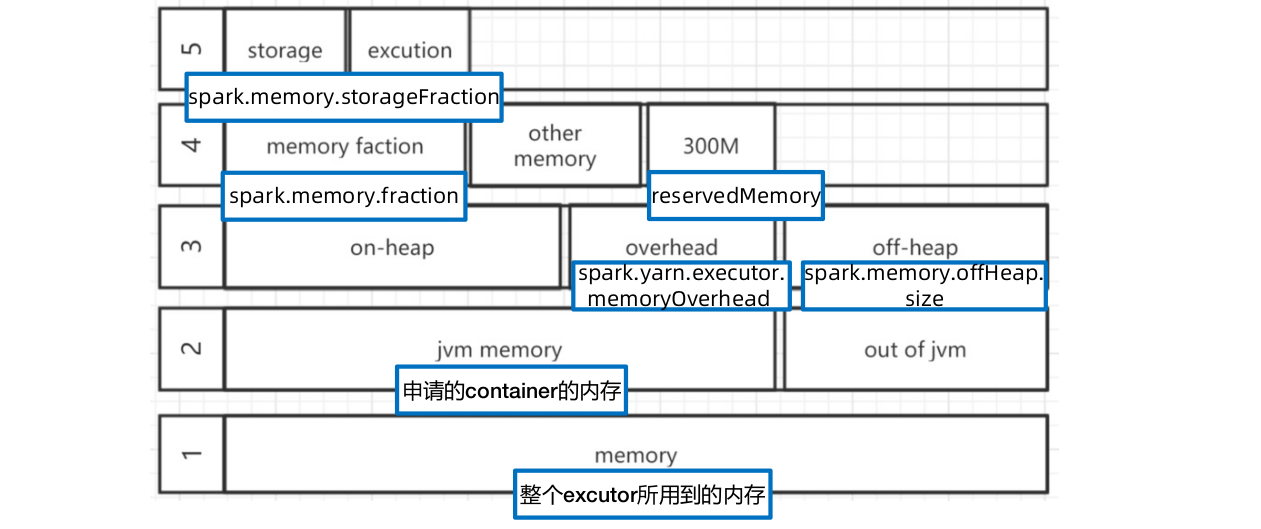 5
storage
excution
spark.memory.storageFraction
4
memory faction
other
memory
300M
spark.memory.fraction
reservedMemory
3
on-heap
overhead
off-heap
spark.yarn.executor.
memoryOverhead
spark.memory.offHeap.
size
2
jvm memory
out of jvm
申请的container的内存
1
memory
整个excutor所用到的内存